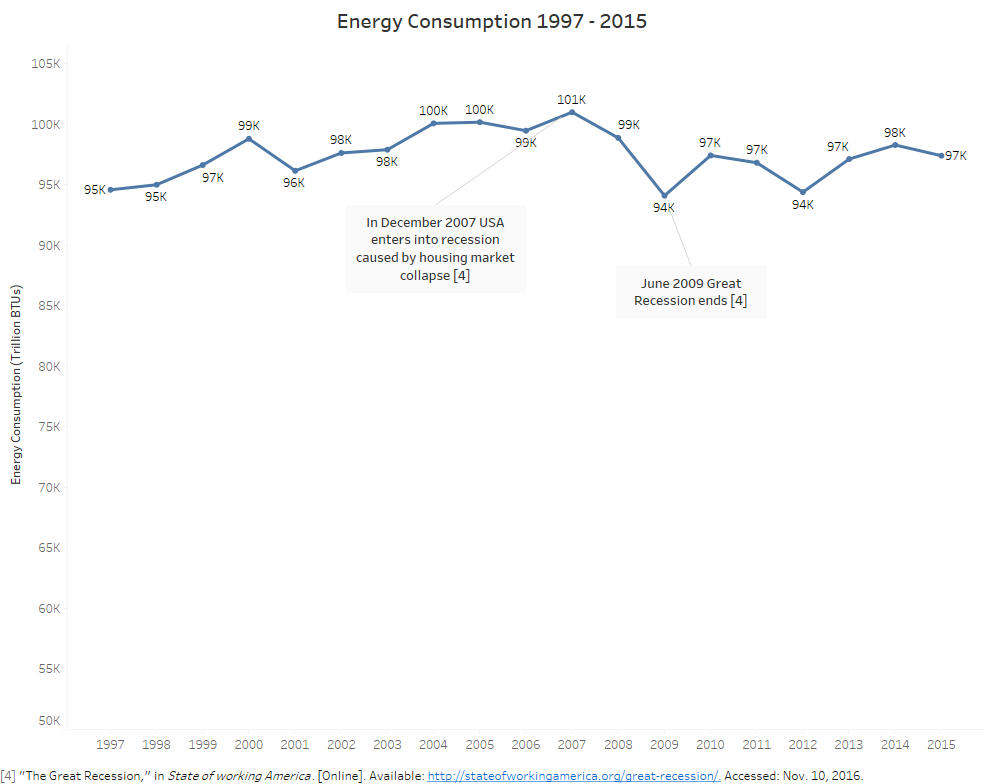 Energy Consumption 1997 - 2015
Energy Consumption (Trillion BTUs)
105K
100K
95K
90K
85K
80K
75K
70K
65K
60K
55K
50K
95K
95K
97K
99K
96K
98K
98K
100K
100K
99K
101K
99K
94K
97K
97K
94K
97K
98K
97K
In December 2007 USA
enters into recession
caused by housing market
collapse [4]
June 2009 Great
Recession ends [4]
1997 1998 1999 2000 2001 2002 2003 2004 2005 2006 2007 2008 2009 2010 2011 2012 2013 2014 2015
[4] "The Great Recession," in State of working America. [Online]. Available: http://stateofworkingamerica.org/great-recession/. Accessed: Nov. 10, 2016.